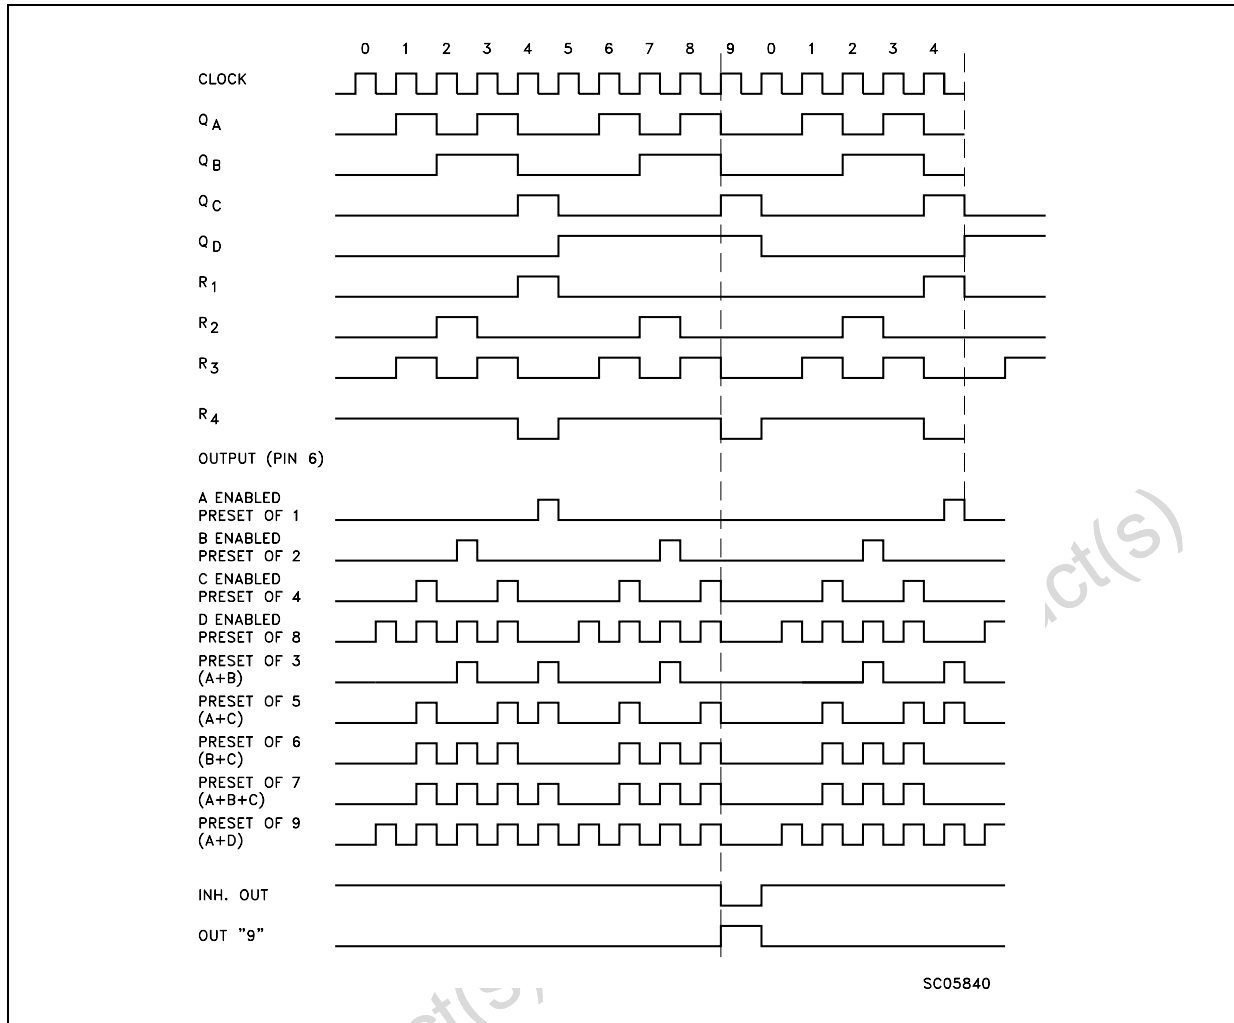 0 1 2 3 4 5 6 7 8 9 0 1 2 3 4
CLOCK
QA
QB
QC
QD
R1
R2
R3
R4
OUTPUT (PIN 6)
A ENABLED
PRESET OF 1
B ENABLED
PRESET OF 2
C ENABLED
PRESET OF 4
D ENABLED
PRESET OF 8
PRESET OF 3
(A+B)
PRESET OF 5
(A+C)
PRESET OF 6
(B+C)
PRESET OF 7
(A+B+C)
PRESET OF 9
(A+D)
INH. OUT
OUT "9"
SC05840
ct(s)